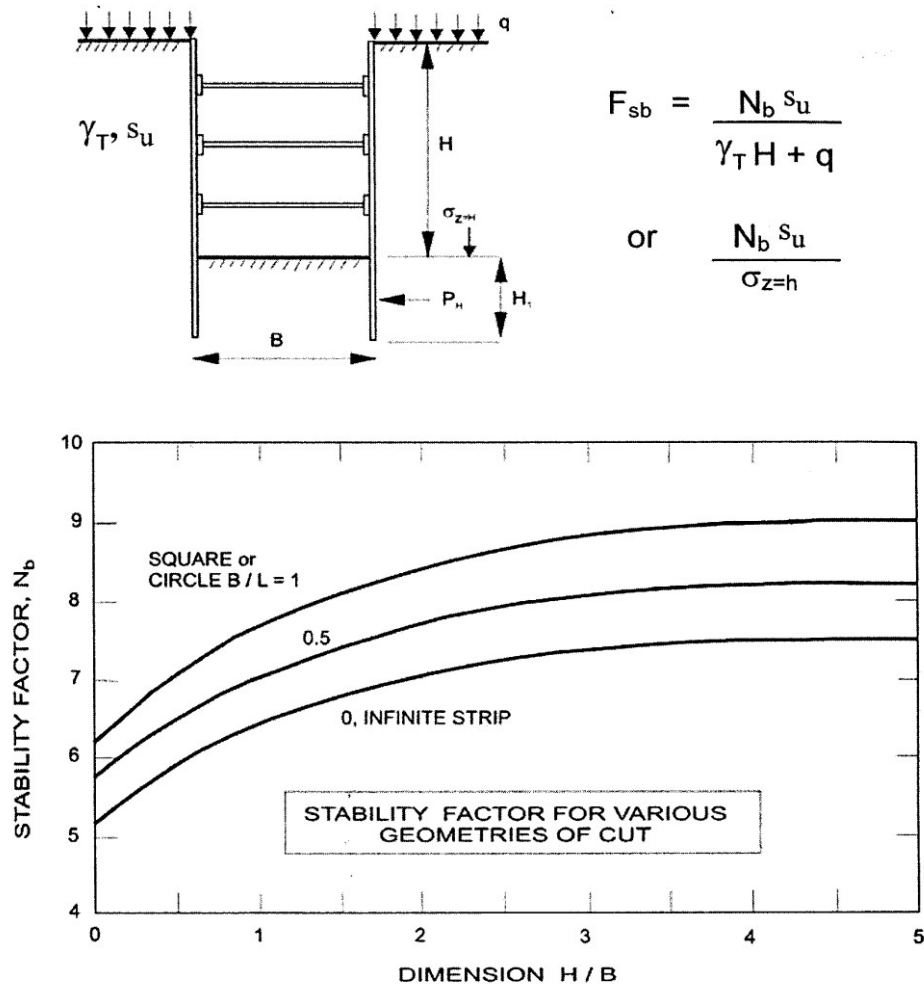 q
γT, su
H
σz=H
PH
H1
B
Fsb = Nb su
γT H + q
or Nb su
σz=h
10
9
8
7
6
5
4
STABILITY FACTOR, Nb
SQUARE or
CIRCLE B / L = 1
0.5
0, INFINITE STRIP
STABILITY FACTOR FOR VARIOUS
GEOMETRIES OF CUT
0 1 2 3 4 5
DIMENSION H / B